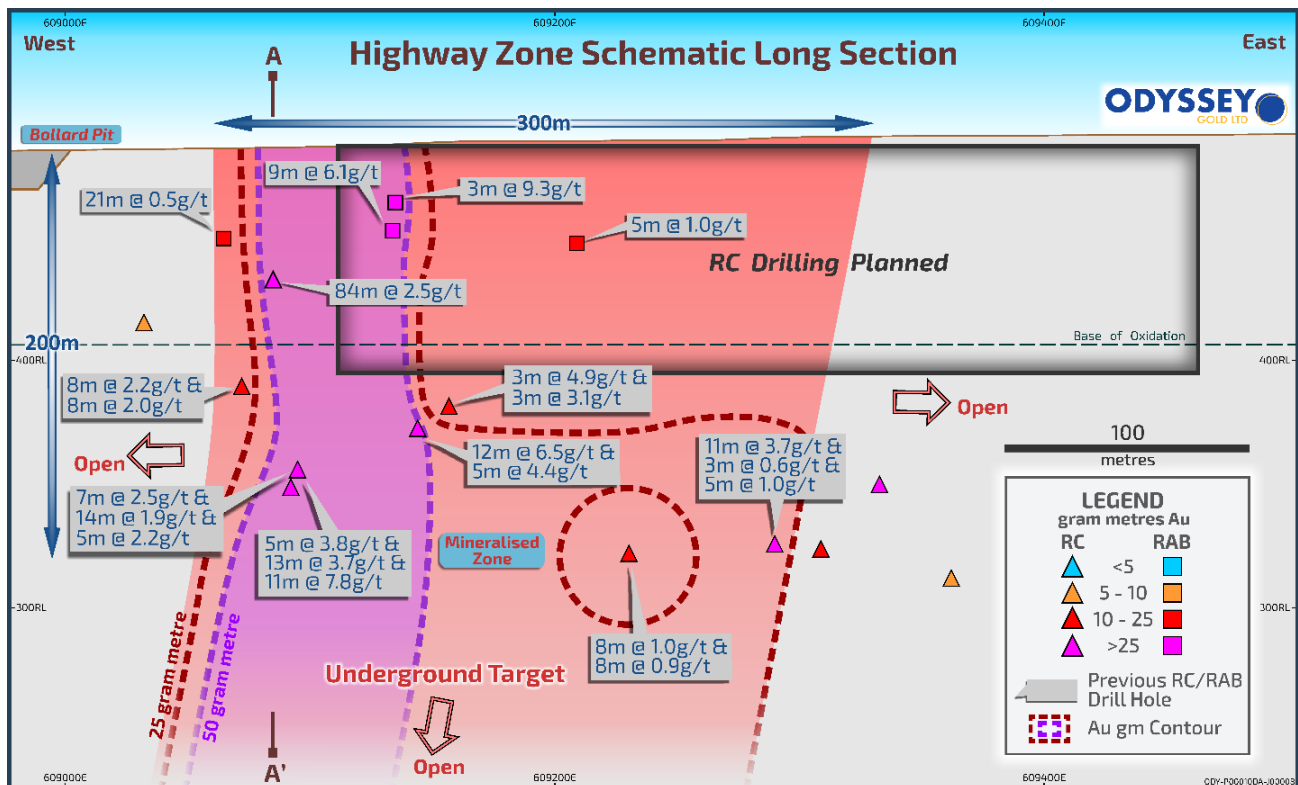 609000E
609200E
609400E
West
A
Highway Zone Schematic Long Section
East
ODYSSEY
GOLD LTD
300m
Bollard Pit
9m @ 6.1g/t
3m @ 9.3g/t
21m @ 0.5g/t
5m @ 1.0g/t
RC Drilling Planned
84m @ 2.5g/t
200m
Base of Oxidation
400RL
400RL
8m @ 2.2g/t &
8m @ 2.0g/t
3m @ 4.9g/t &
3m @ 3.1g/t
Open
Open
12m @ 6.5g/t &
5m @ 4.4g/t
11m @ 3.7g/t &
3m @ 0.6g/t &
5m @ 1.0g/t
100
metres
7m @ 2.5g/t &
14m @ 1.9g/t &
5m @ 2.2g/t
5m @ 3.8g/t &
13m @ 3.7g/t &
11m @ 7.8g/t
Mineralised
Zone
LEGEND
gram metres Au
RC
RAB
<5
5 - 10
10 - 25
>25
Previous RC/RAB
Drill Hole
Au gm Contour
300RL
300RL
8m @ 1.0g/t &
8m @ 0.9g/t
25 gram metre
50 gram metre
Underground Target
Open
A'
609000E
609200E
609400E